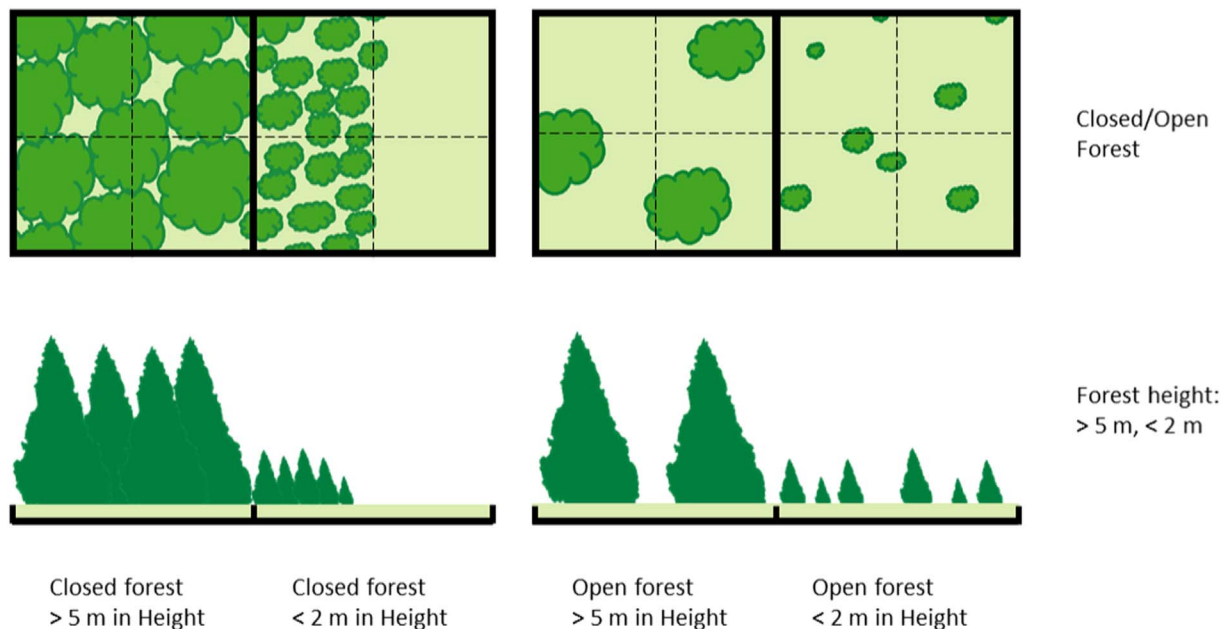 Closed/Open
Forest
Forest height:
> 5 m, < 2 m
Closed forest
> 5 m in Height
Closed forest
< 2 m in Height
Open forest
> 5 m in Height
Open forest
< 2 m in Height